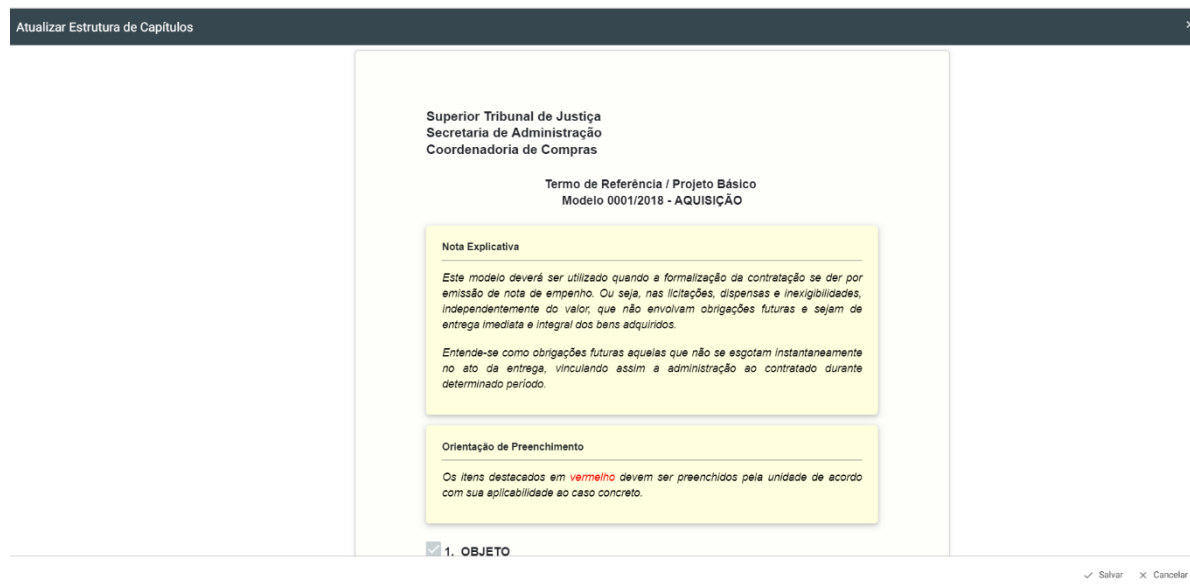 Atualizar Estrutura de Capítulos
Superior Tribunal de Justiça
Secretaria de Administração
Coordenadoria de Compras
Termo de Referência / Projeto Básico
Modelo 0001/2018 - AQUISIÇÃO
Nota Explicativa
Este modelo deverá ser utilizado quando a formalização da contratação se der por
emissão de nota de empenho. Ou seja, nas licitações, dispensas e inexigibilidades,
independentemente do valor, que não envolvam obrigações futuras e sejam de
entrega imediata e integral dos bens adquiridos.
Entende-se como obrigações futuras aquelas que não se esgotam instantaneamente
no ato da entrega, vinculando assim a administração ao contratado durante
determinado período.
Orientação de Preenchimento
Os itens destacados em vermelho devem ser preenchidos pela unidade de acordo
com sua aplicabilidade ao caso concreto.
1. OBJETO
Salvar Cancelar